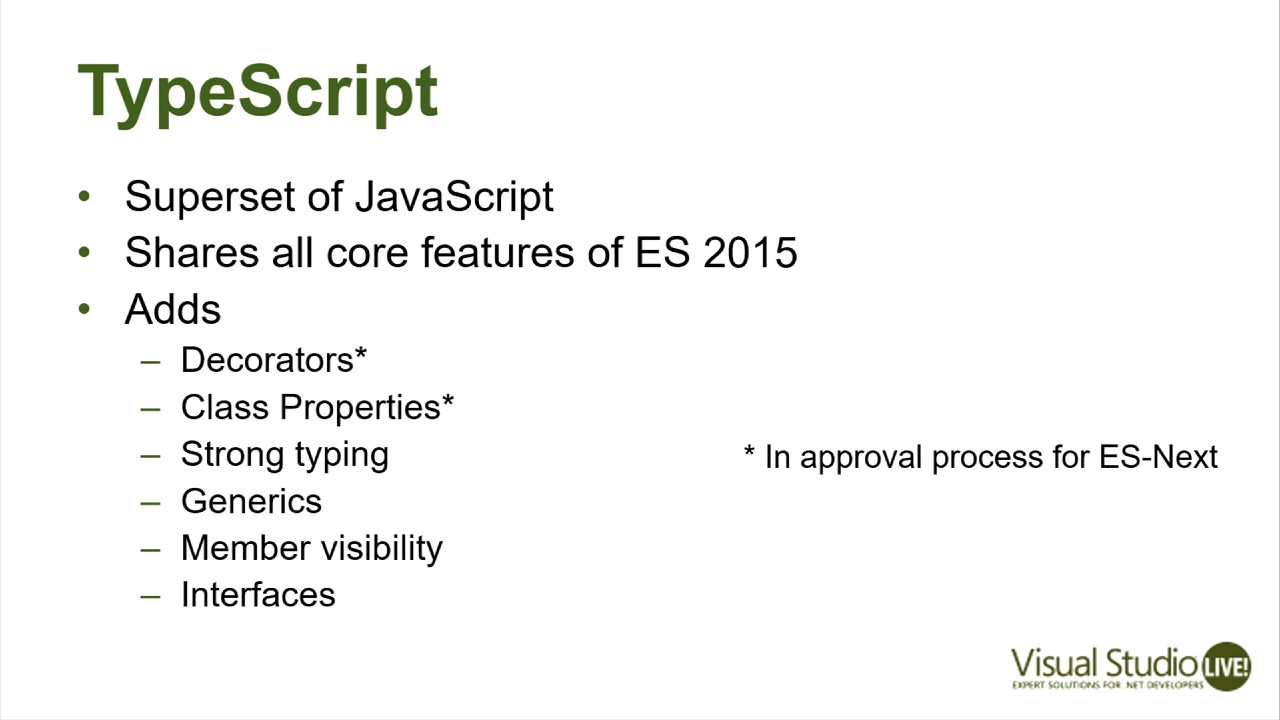 TypeScript
• Superset of JavaScript
• Shares all core features of ES 2015
• Adds
– Decorators*
– Class Properties*
– Strong typing
– Generics
– Member visibility
– Interfaces
* In approval process for ES-Next
Visual Studio LIVE!
EXPERT SOLUTIONS FOR .NET DEVELOPERS